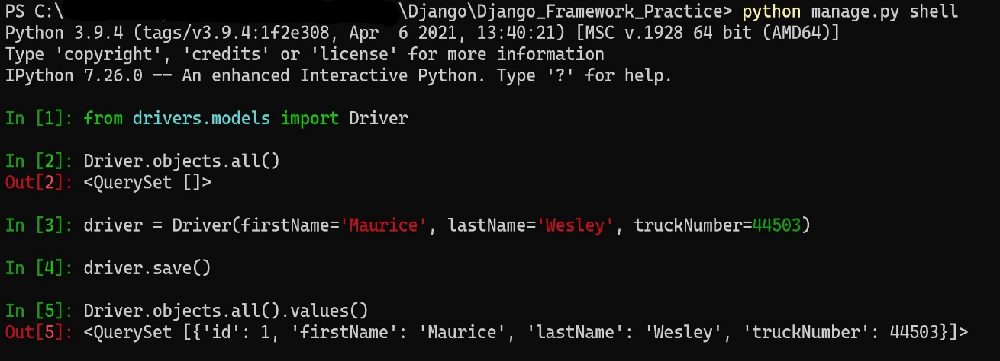 PS C:\ \Django\Django_Framework_Practice> python manage.py shell
Python 3.9.4 (tags/v3.9.4:1f2e308, Apr  6 2021, 13:40:21) [MSC v.1928 64 bit (AMD64)]
Type 'copyright', 'credits' or 'license' for more information
IPython 7.26.0 -- An enhanced Interactive Python. Type '?' for help.
In [1]: from drivers.models import Driver
In [2]: Driver.objects.all()
Out[2]: <QuerySet []>
In [3]: driver = Driver(firstName='Maurice', lastName='Wesley', truckNumber=44503)
In [4]: driver.save()
In [5]: Driver.objects.all().values()
Out[5]: <QuerySet [{'id': 1, 'firstName': 'Maurice', 'lastName': 'Wesley', 'truckNumber': 44503}]>